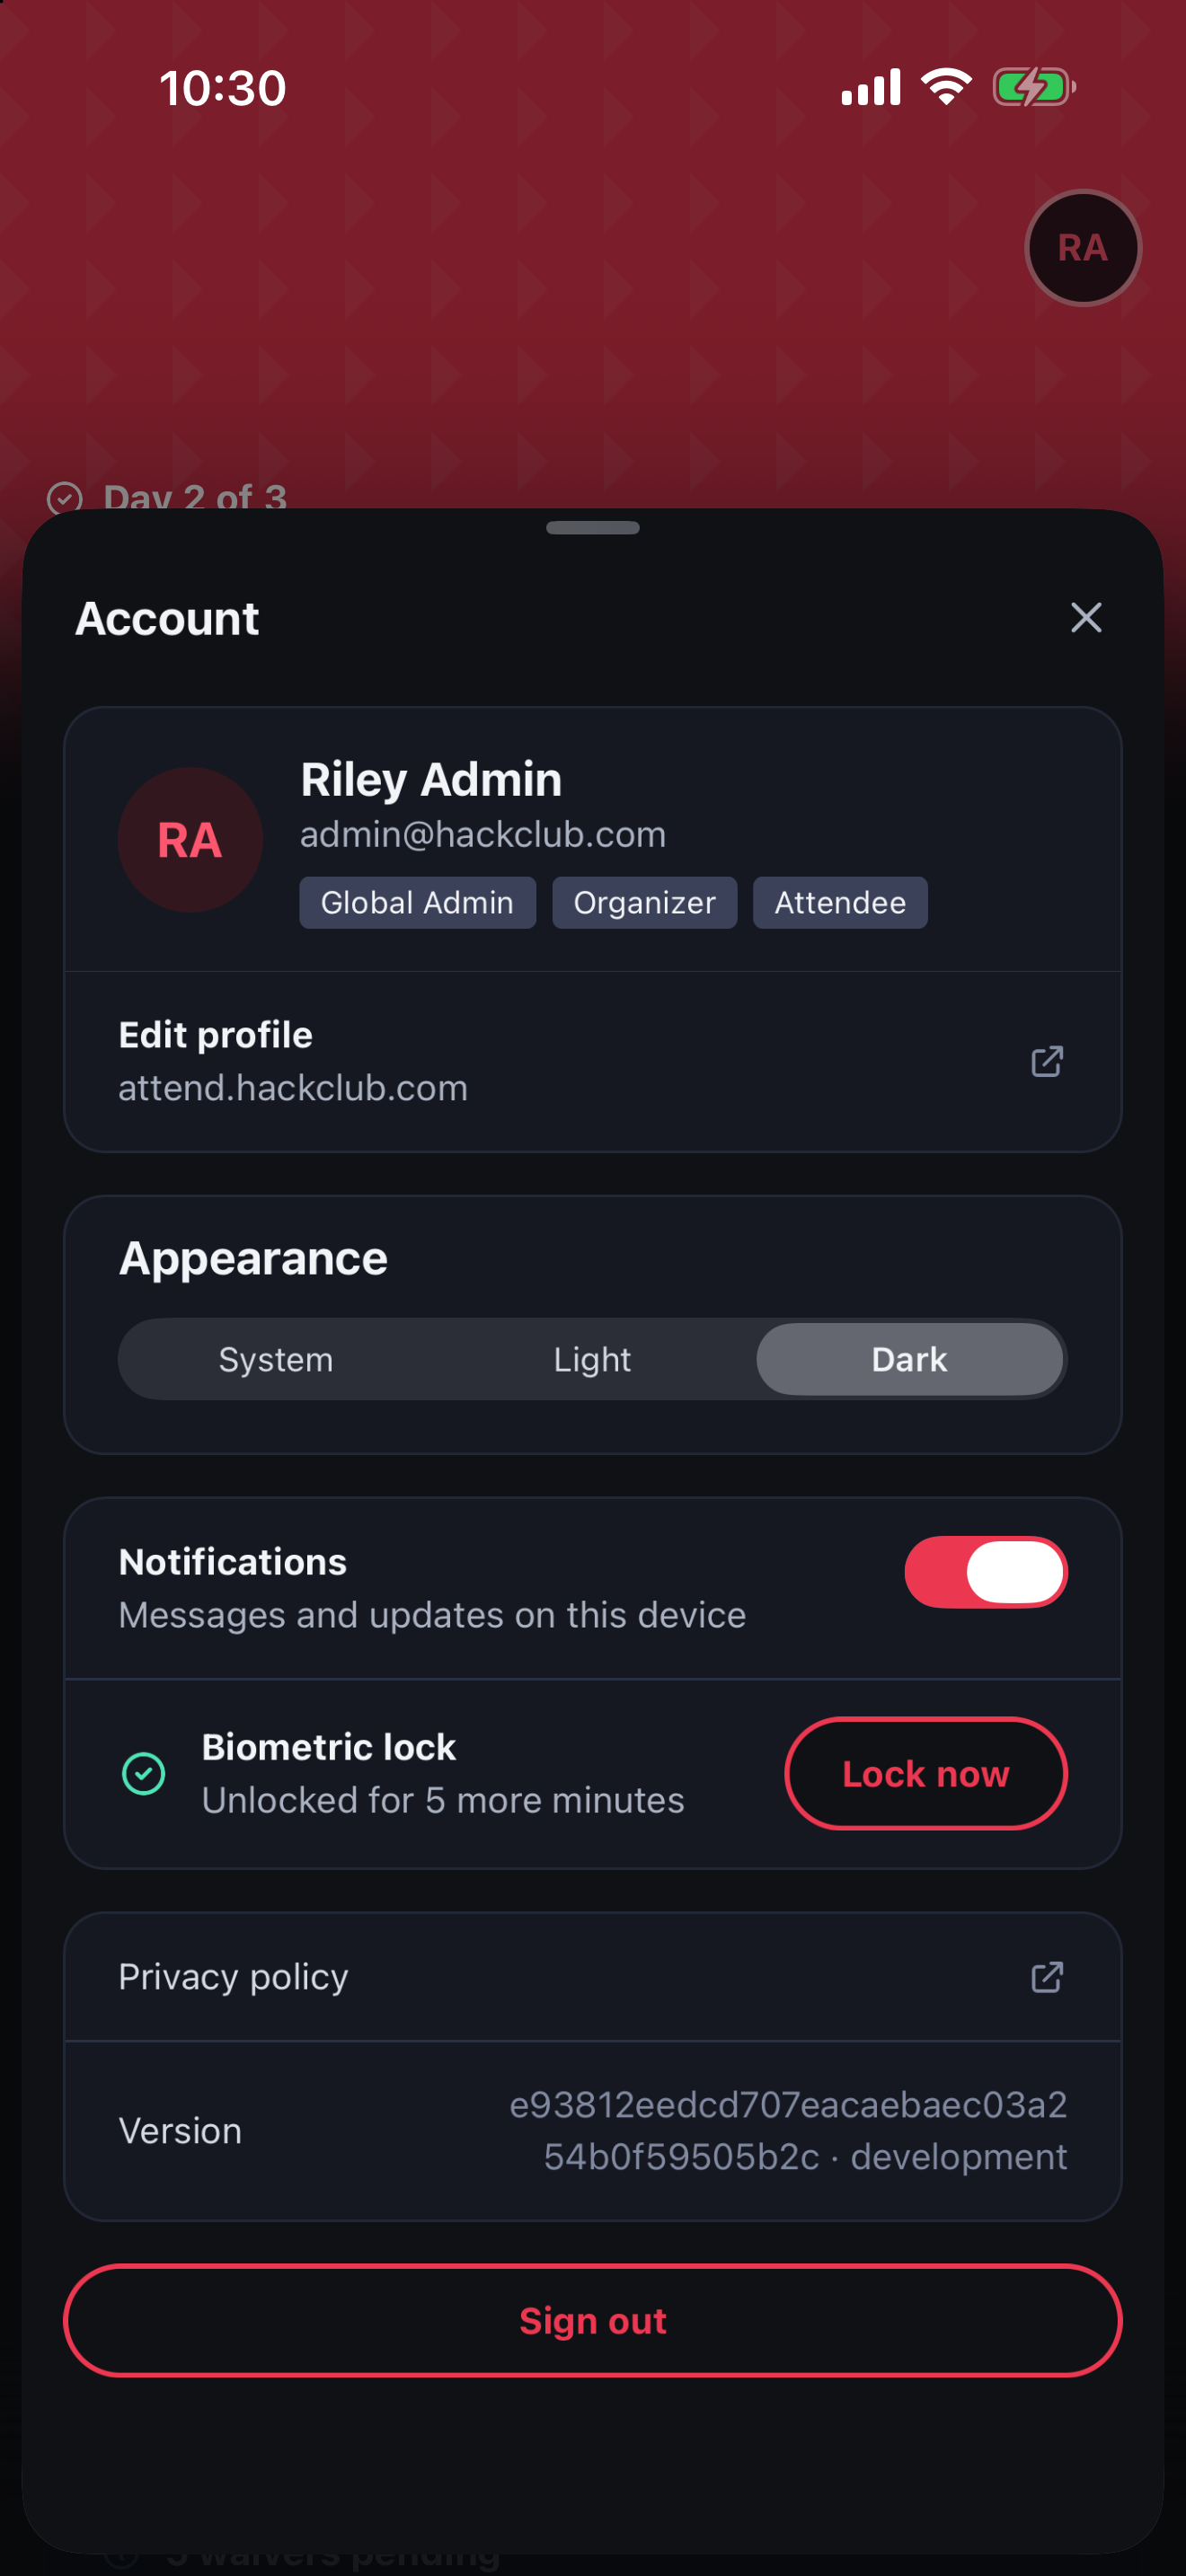 10:30
RA
Day 2 of 3
Account
RA
Riley Admin
admin@hackclub.com
Global Admin
Organizer
Attendee
Edit profile
attend.hackclub.com
Appearance
System
Light
Dark
Notifications
Messages and updates on this device
Biometric lock
Unlocked for 5 more minutes
Lock now
Privacy policy
Version
e93812eedcd707eacaebaec03a2
54b0f59505b2c · development
Sign out
waivers pending